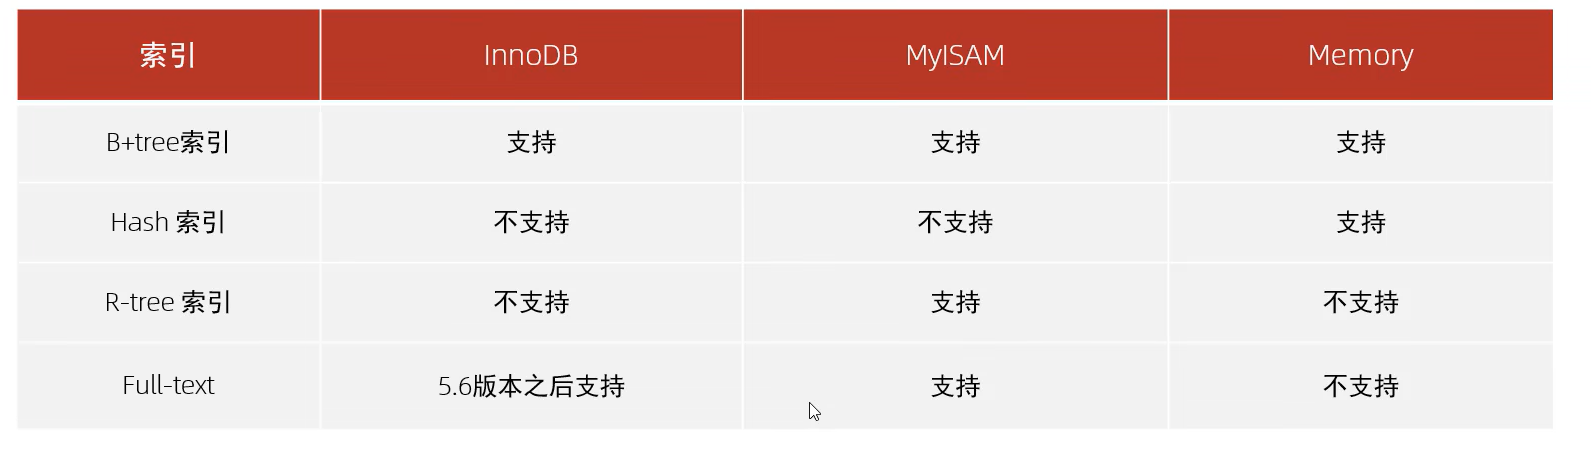 索引 InnoDB MyISAM Memory
B+tree索引 支持 支持 支持
Hash 索引 不支持 不支持 支持
R-tree 索引 不支持 支持 不支持
Full-text 5.6版本之后支持 支持 不支持